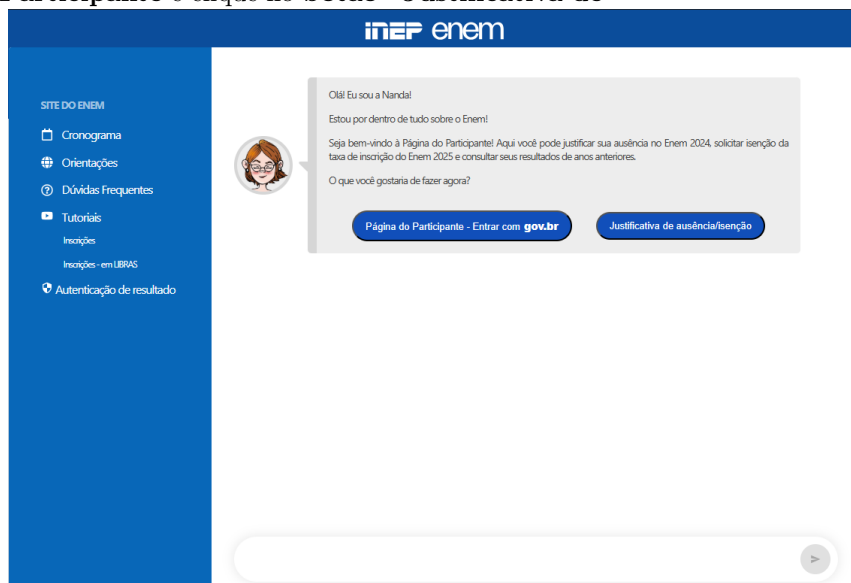 inep enem
SITE DO ENEM
Cronograma
Orientações
Dúvidas Frequentes
Tutoriais
Inscrições
Inscrições - em LIBRAS
Autenticação de resultado
Olá! Eu sou a Nanda!
Estou por dentro de tudo sobre o Enem!
Seja bem-vindo à Página do Participante! Aqui você pode justificar sua ausência no Enem 2024, solicitar isenção da
taxa de inscrição do Enem 2025 e consultar seus resultados de anos anteriores.
O que você gostaria de fazer agora?
Página do Participante - Entrar com gov.br
Justificativa de ausência/isenção